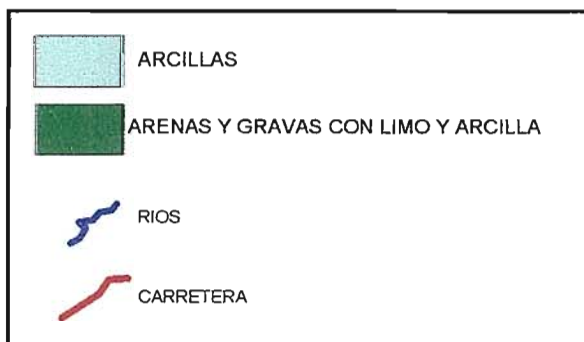 ARCILLAS
ARENAS Y GRAVAS CON LIMO Y ARCILLA
RIOS
CARRETERA